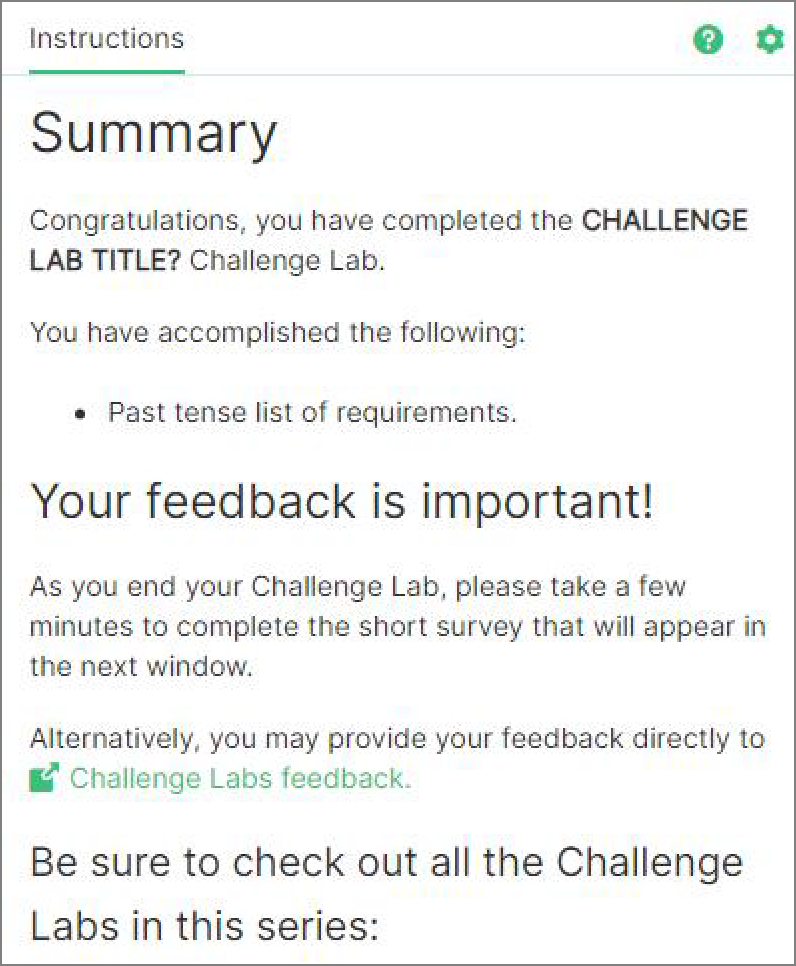 Instructions
Summary
Congratulations, you have completed the CHALLENGE
LAB TITLE? Challenge Lab.
You have accomplished the following:
• Past tense list of requirements.
Your feedback is important!
As you end your Challenge Lab, please take a few
minutes to complete the short survey that will appear in
the next window.
Alternatively, you may provide your feedback directly to
Challenge Labs feedback.
Be sure to check out all the Challenge
Labs in this series: